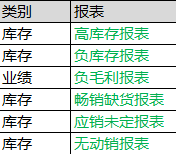 类别 报表
库存 高库存报表
库存 负库存报表
业绩 负毛利报表
库存 畅销缺货报表
库存 应销未定报表
库存 无动销报表